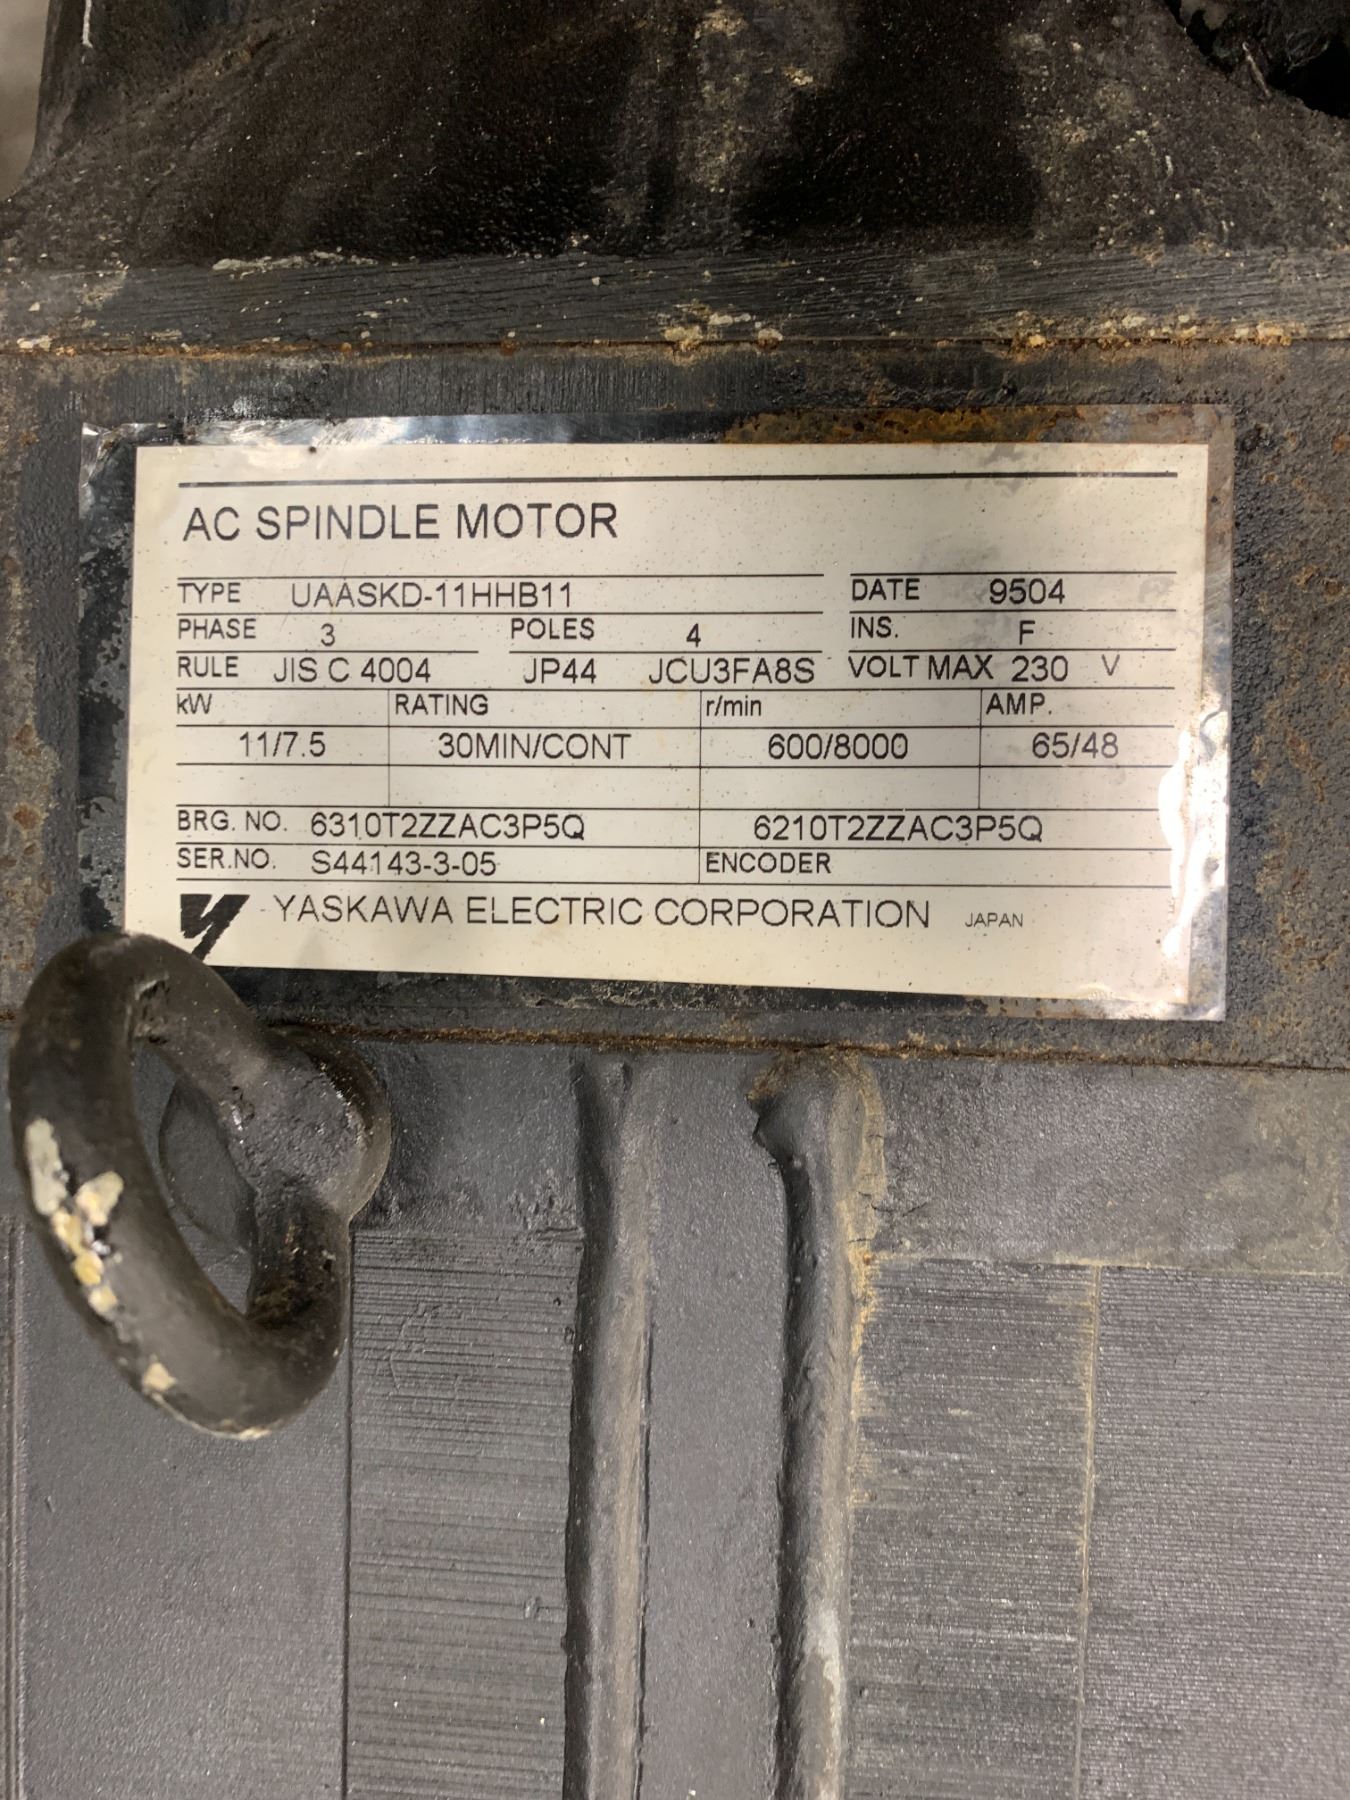 AC SPINDLE MOTOR
TYPE UAASKD-11HHB11 DATE 9504
PHASE 3 POLES 4 INS. F
RULE JIS C 4004 JP44 JCU3FA8S VOLT MAX 230 V
kW RATING r/min AMP.
11/7.5 30MIN/CONT 600/8000 65/48
BRG. NO. 6310T2ZZAC3P5Q 6210T2ZZAC3P5Q
SER.NO. S44143-3-05 ENCODER
YASKAWA ELECTRIC CORPORATION JAPAN